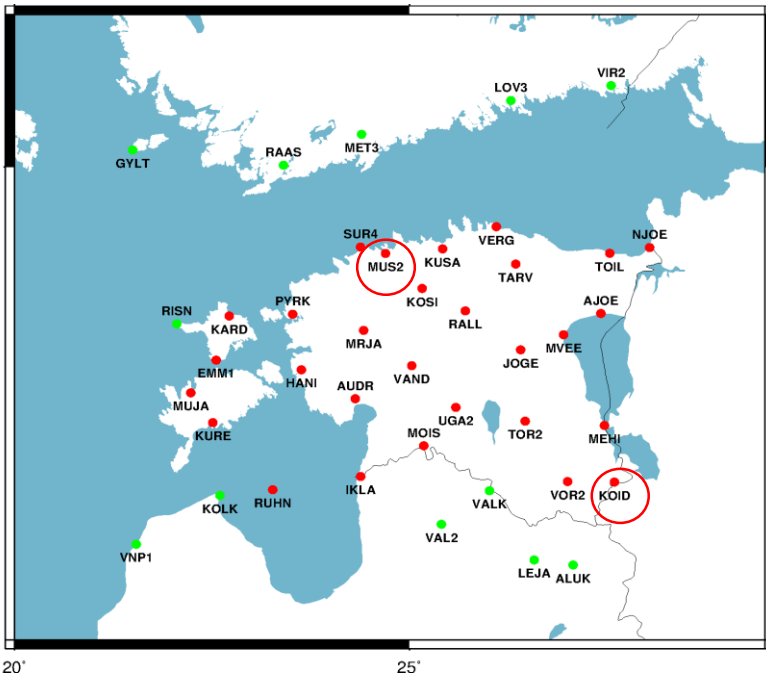 VIR2
LOV3
MET3
RAAS
GYLT
SUR4
MUS2
KUSA
VERG
NJOE
TOIL
TARV
KOSI
PYRK
AJOE
RISN
KARD
RALL
MRJA
MVEE
JOGE
EMM1
HANI
VAND
AUDR
MUJA
UGA2
KURE
TOR2
MOIS
MEHI
IKLA
RUHN
KOLK
VALK
VOR2
KOID
VAL2
VNP1
LEJA
ALUK
20° 25°